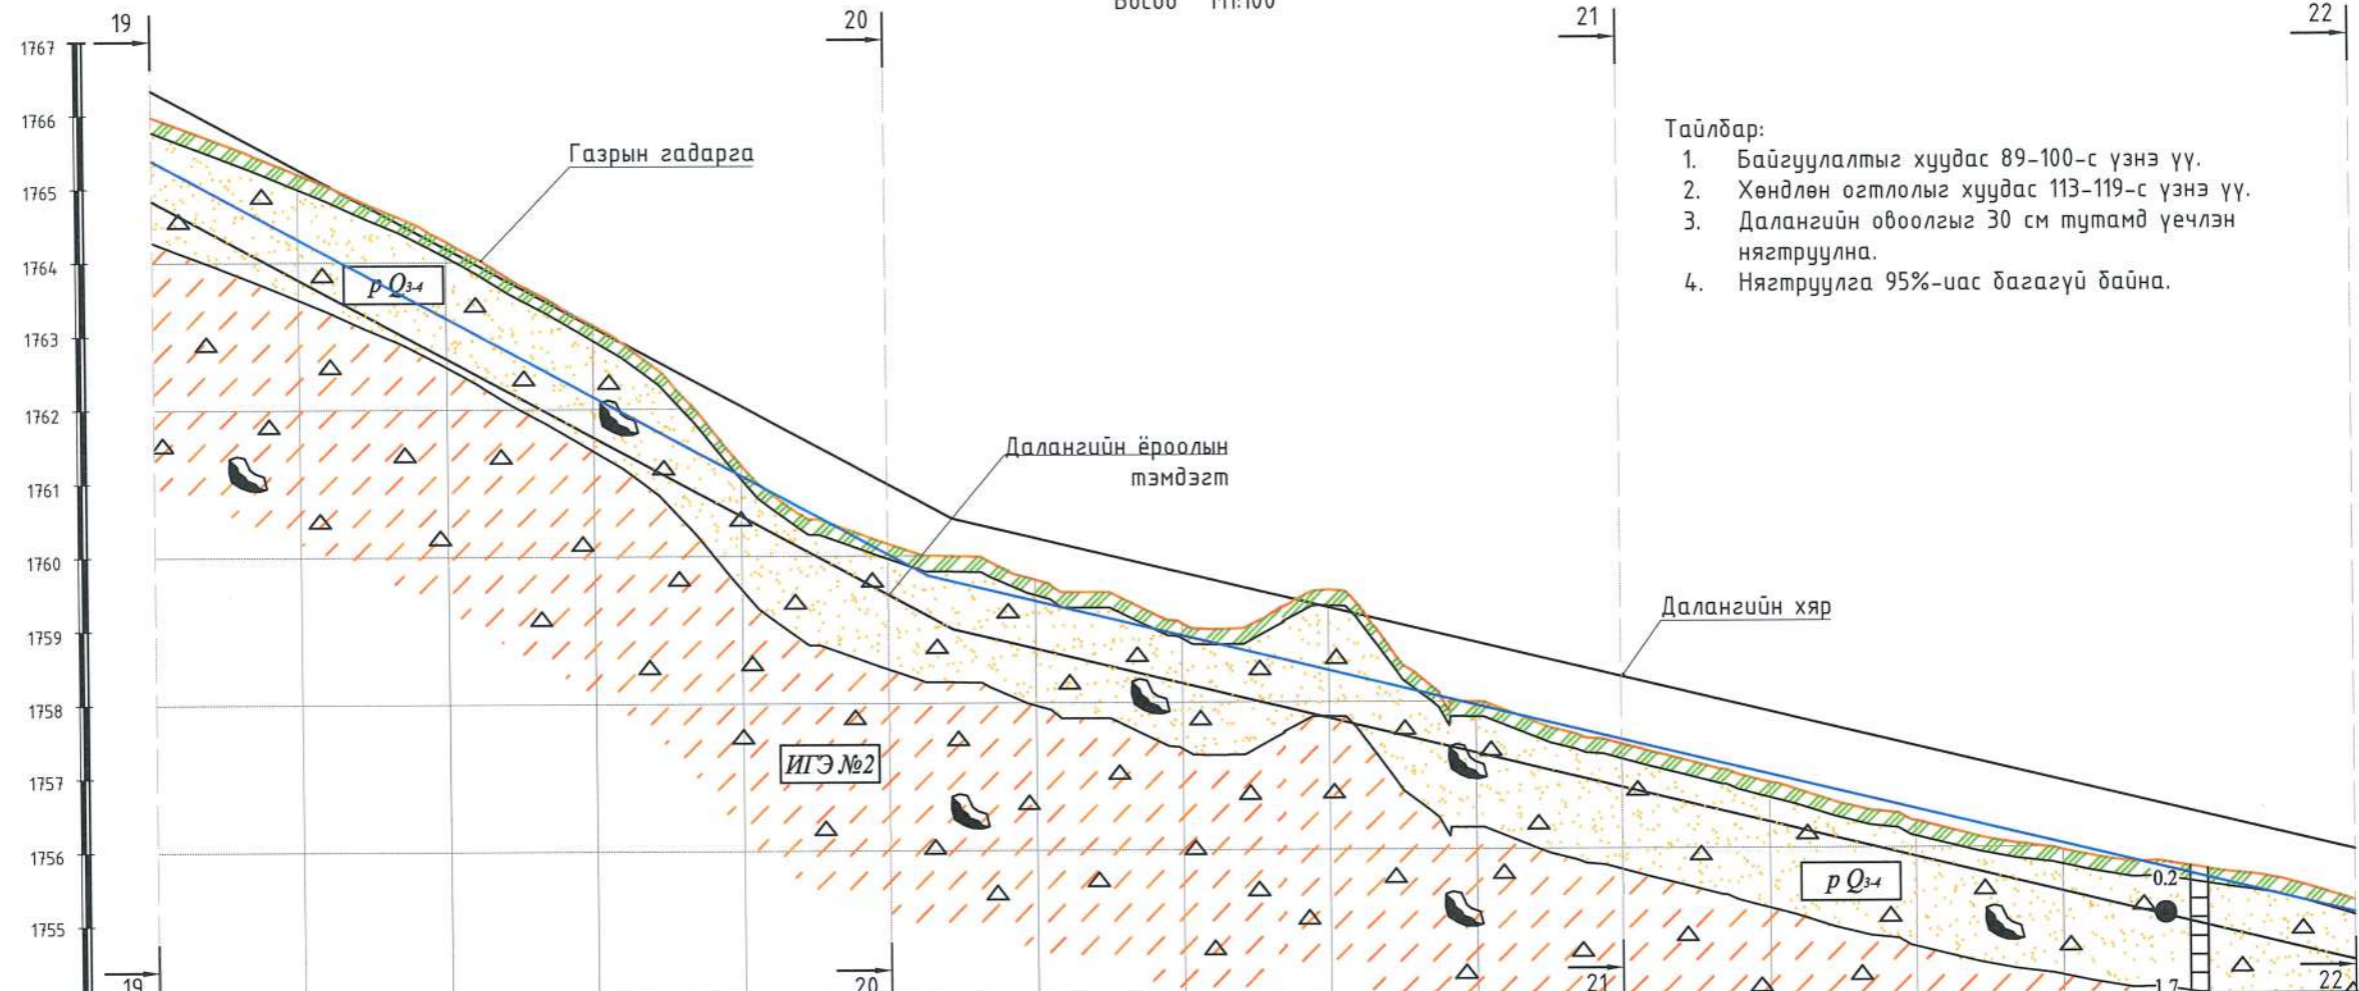 Босоо М1:100
19
20
21
22
1767
1766
1765
1764
1763
1762
1761
1760
1759
1758
1757
1756
1755
Газрын гадарга
Тайлбар:
1. Байгуулалтыг хуудас 89-100-с үзнэ үү.
2. Хөндлөн огтлолыг хуудас 113-119-с үзнэ үү.
3. Далангийн овоолгыг 30 см тутамд үечлэн
нягтруулна.
4. Нягтруулга 95%-иас багагүй байна.
p Q3-4
Далангийн ёроолын
тэмдэгт
Далангийн хяр
ИГЭ №2
p Q3-4
0.2
1.7
19
20
21
22